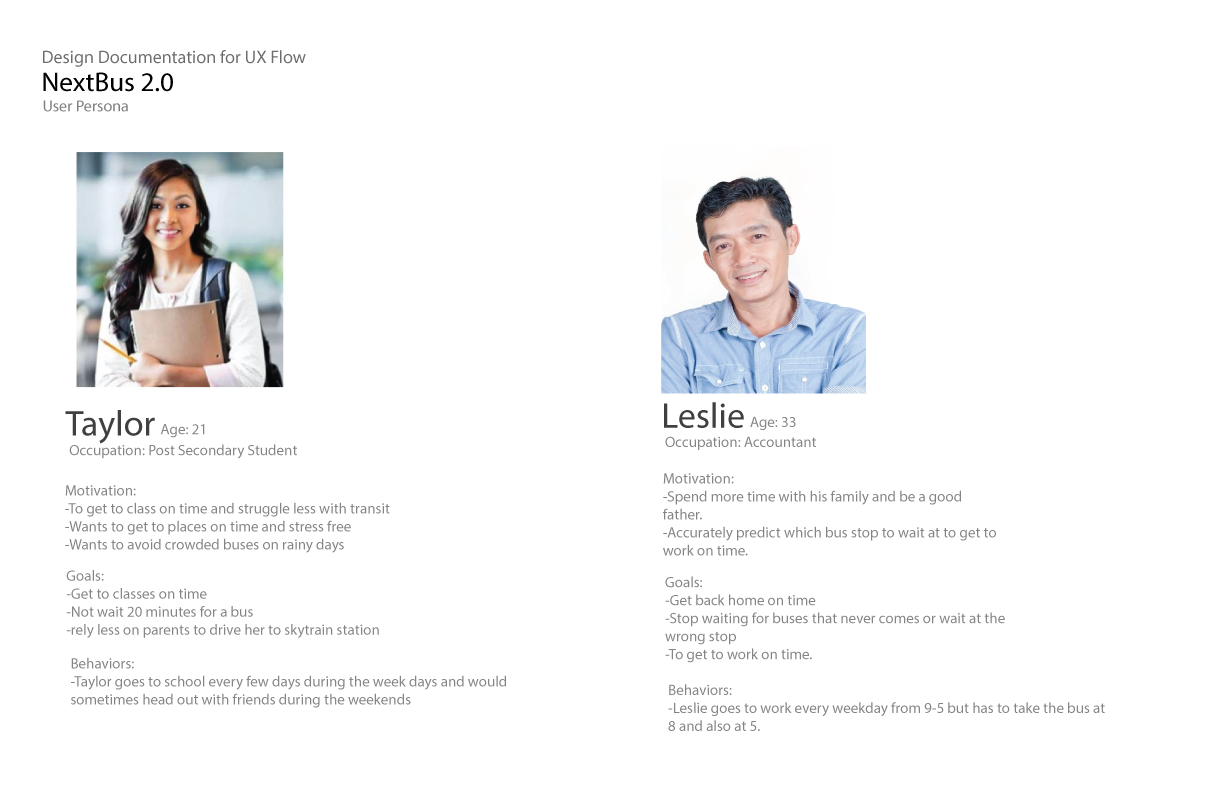 Design Documentation for UX Flow
NextBus 2.0
User Persona
Taylor Age: 21
Occupation: Post Secondary Student
Motivation:
-To get to class on time and struggle less with transit
-Wants to get to places on time and stress free
-Wants to avoid crowded buses on rainy days
Goals:
-Get to classes on time
-Not wait 20 minutes for a bus
-rely less on parents to drive her to skytrain station
Behaviors:
-Taylor goes to school every few days during the week days and would
sometimes head out with friends during the weekends
Leslie Age: 33
Occupation: Accountant
Motivation:
-Spend more time with his family and be a good
father.
-Accurately predict which bus stop to wait at to get to
work on time.
Goals:
-Get back home on time
-Stop waiting for buses that never comes or wait at the
wrong stop
-To get to work on time.
Behaviors:
-Leslie goes to work every weekday from 9-5 but has to take the bus at
8 and also at 5.